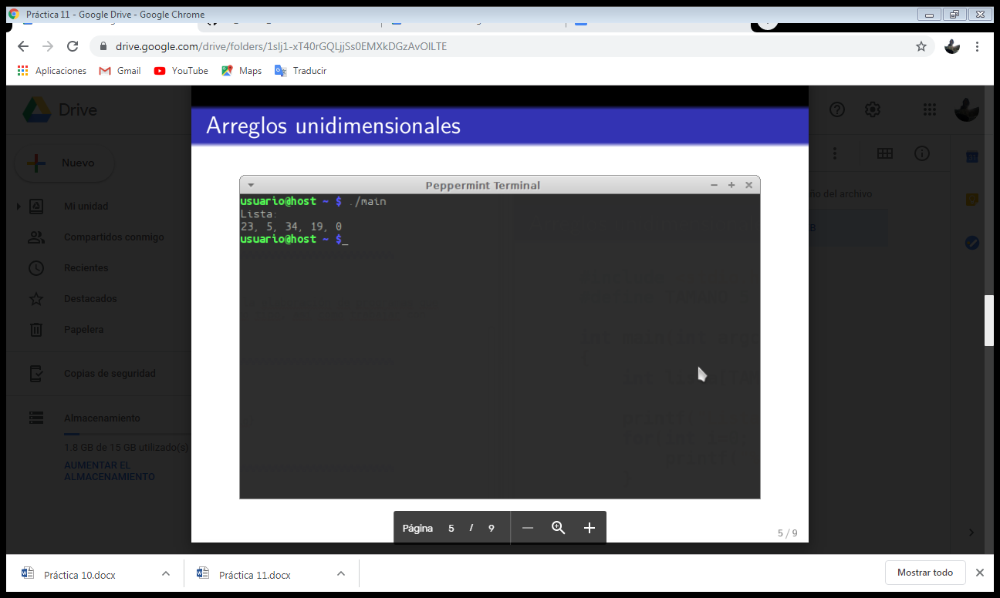 Práctica 11 - Google Drive - Google Chrome
drive.google.com/drive/folders/1slj1-xT40rGQLjjSs0EMXkDGzAvOlLTE
Aplicaciones Gmail YouTube Maps Traducir
Drive
Nuevo
Mi unidad
Compartidos conmigo
Recientes
Destacados
Papelera
Copias de seguridad
Almacenamiento
1.8 GB de 15 GB utilizado(s)
AUMENTAR EL
ALMACENAMIENTO
del archivo
Arreglos unidimensionales
Peppermint Terminal
usuario@host ~ $ ./main
Lista:
23, 5, 34, 19, 0
usuario@host ~ $_
Página 5 / 9
5 / 9
Práctica 10.docx
Práctica 11.docx
Mostrar todo